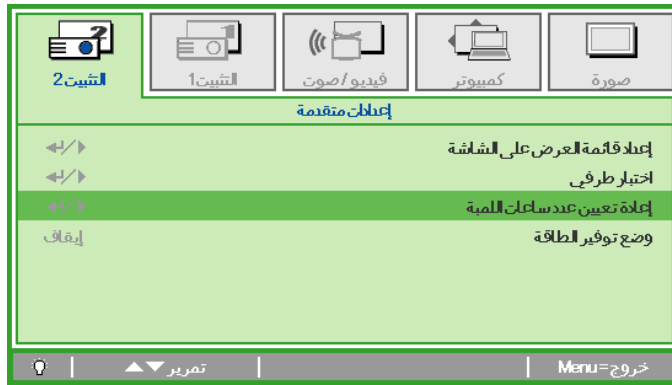 صورة
كمبيوتر
فيديو/صوت
التثبيت1
التثبيت2
إعدادات متقدمة
إعداد قائمة العرض على الشاشة
اختبار طرفي
إعادة تعيين عدد ساعات اللمبة
وضع توفير الطاقة إيقاف
خروج=Menu تمرير